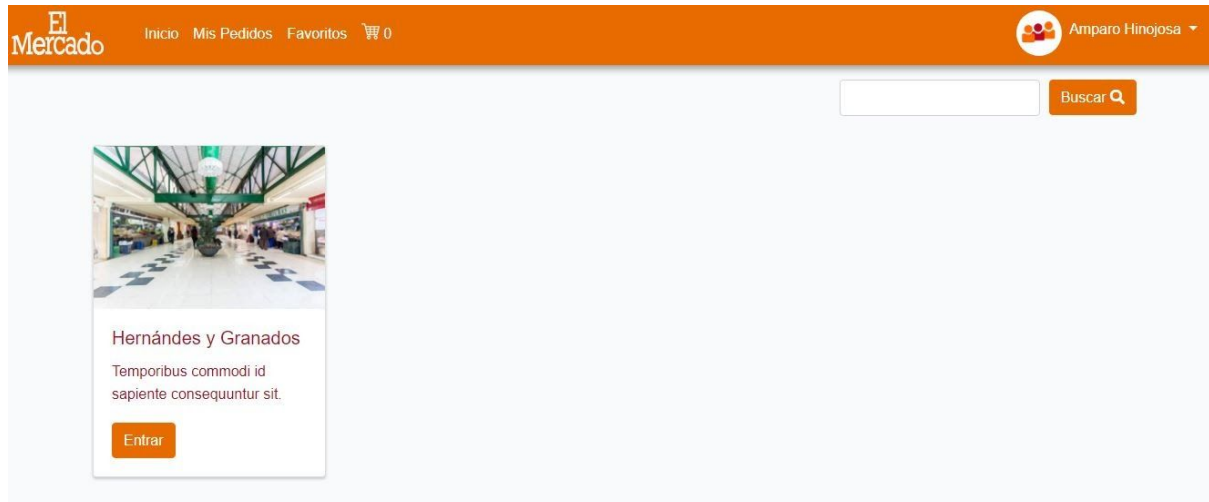 El
Mercado
Inicio Mis Pedidos Favoritos 0
Amparo Hinojosa
Buscar
Hernándes y Granados
Temporibus commodi id
sapiente consequuntur sit.
Entrar